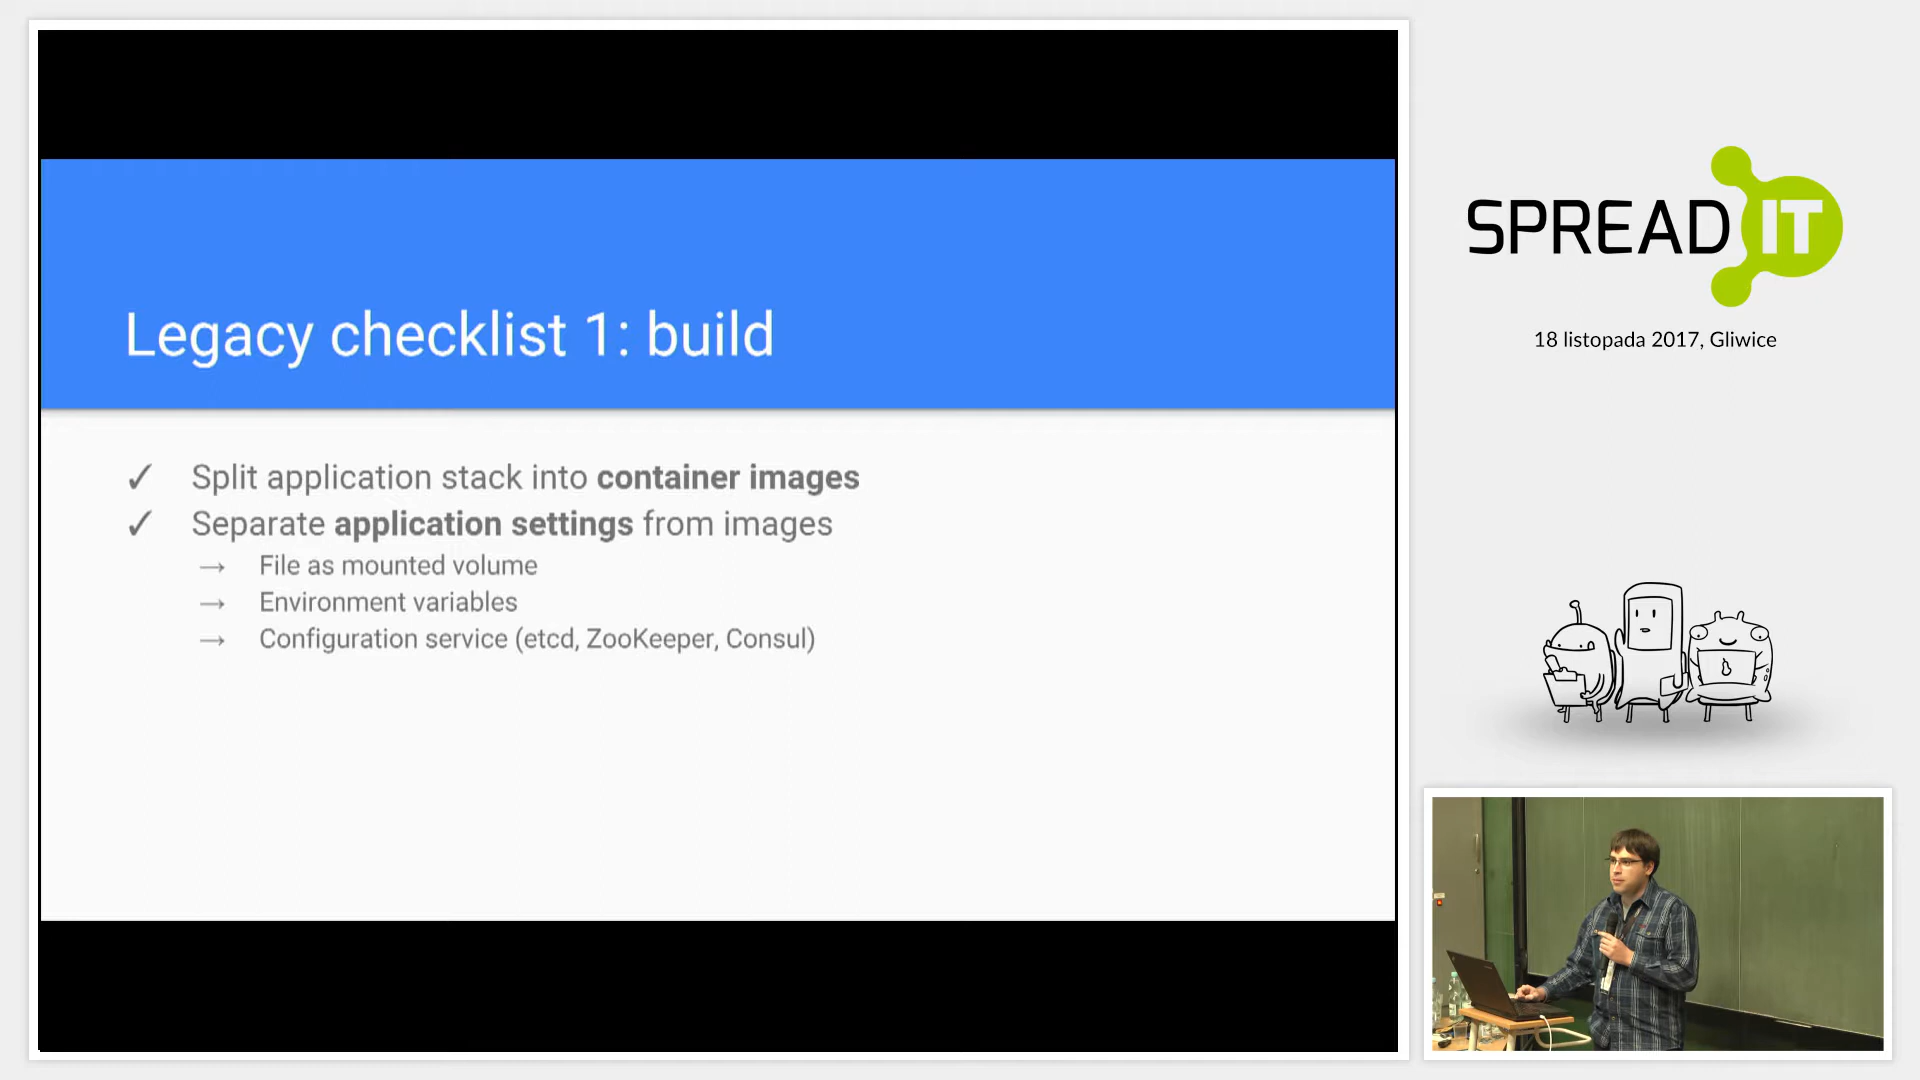 Legacy checklist 1: build
✓ Split application stack into container images
✓ Separate application settings from images
→ File as mounted volume
→ Environment variables
→ Configuration service (etcd, ZooKeeper, Consul)
SPREAD IT
18 listopada 2017, Gliwice